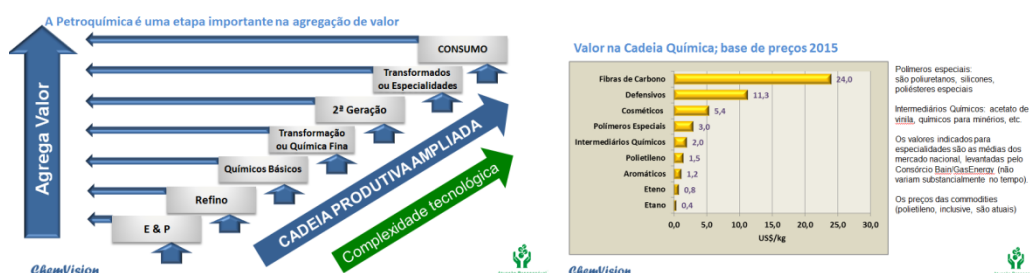 A Petroquímica é uma etapa importante na agregação de valor
Agrega Valor
CONSUMO
Transformados
ou Especialidades
2ª Geração
Transformação
ou Química Fina
Químicos Básicos
Refino
E & P
CADEIA PRODUTIVA AMPLIADA
Complexidade tecnológica
ChemVision
Valor na Cadeia Química; base de preços 2015
Fibras de Carbono 24,0
Defensivos 11,3
Cosméticos 5,4
Polímeros Especiais 3,0
Intermediários Químicos 2,0
Polietileno 1,5
Aromáticos 1,2
Eteno 0,8
Etano 0,4
0,0 5,0 10,0 15,0 20,0 25,0 30,0
US$/kg
Polímeros especiais:
são poliuretanos, silicones,
poliésteres especiais
Intermediários Químicos: acetato de
vinila, químicos para minérios, etc.
Os valores indicados para
especialidades são as médias dos
mercado nacional, levantadas pelo
Consórcio Bain/GasEnergy (não
variam substancialmente no tempo).
Os preços das commodities
(polietileno, inclusive, são atuais)
ChemVision